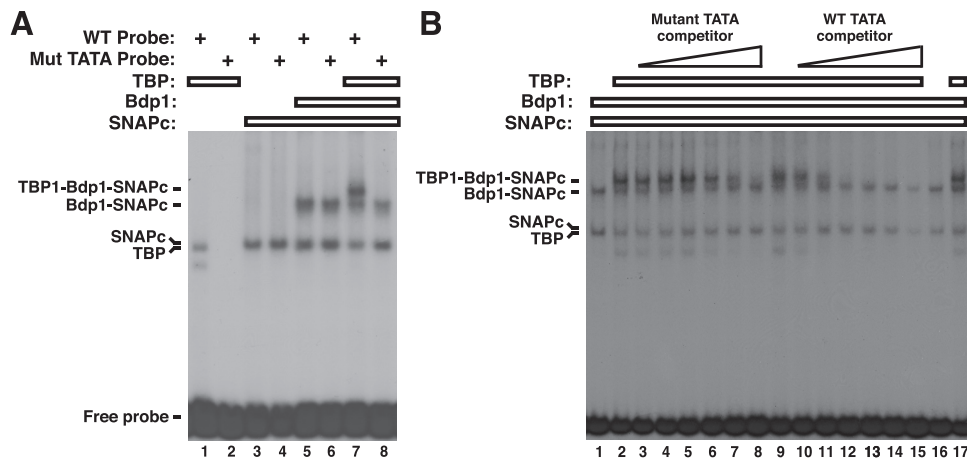 A
WT Probe: + + + +
Mut TATA Probe: + + + +
TBP:
Bdp1:
SNAPc:
TBP1-Bdp1-SNAPc
Bdp1-SNAPc
SNAPc
TBP
Free probe
1 2 3 4 5 6 7 8
B
Mutant TATA competitor
WT TATA competitor
TBP:
Bdp1:
SNAPc:
TBP1-Bdp1-SNAPc
Bdp1-SNAPc
SNAPc
TBP
1 2 3 4 5 6 7 8 9 10 11 12 13 14 15 16 17